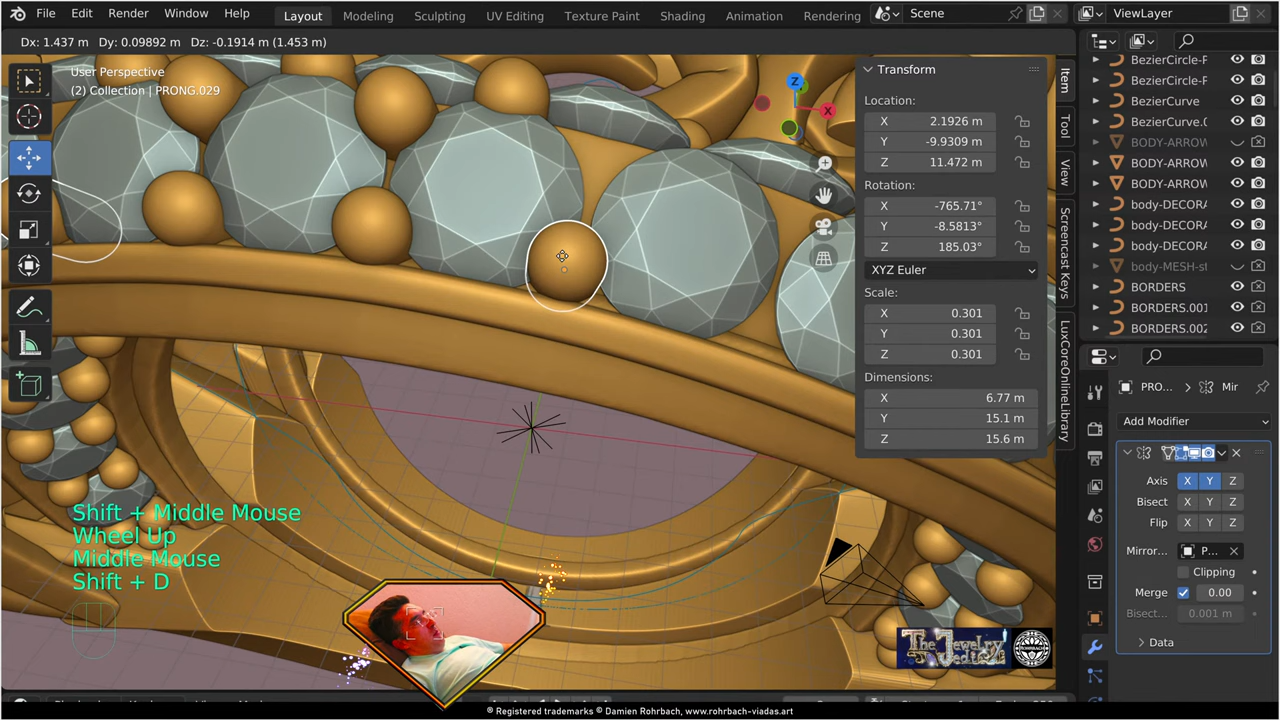 File Edit Render Window Help Layout Modeling Sculpting UV Editing Texture Paint Shading Animation Rendering Scene ViewLayer
Dx: 1.437 m Dy: 0.09892 m Dz: -0.1914 m (1.453 m)
User Perspective
(2) Collection | PRONG.029
Z
X
Transform
Location:
X 2.1926 m
Y -9.9309 m
Z 11.472 m
Rotation:
X -765.71°
Y -8.5813°
Z 185.03°
XYZ Euler
Scale:
X 0.301
Y 0.301
Z 0.301
Dimensions:
X 6.77 m
Y 15.1 m
Z 15.6 m
Item
Tool
View
Screencast Keys
LuxCoreOnlineLibrary
BezierCircle-F
BezierCircle-F
BezierCurve
BezierCurve.0
BODY-ARROW
BODY-ARROW
BODY-ARROW
body-DECORA
body-DECORA
body-DECORA
body-MESH-st
BORDERS
BORDERS.001
BORDERS.002
PRO... > Mir
Add Modifier
Axis X Y Z
Bisect X Y Z
Flip X Y Z
Mirror... P...
Clipping
Merge 0.00
Bisect... 0.001 m
Data
Shift + Middle Mouse
Wheel Up
Middle Mouse
Shift + D
The Jewelry Jedi
ROHRBACH
® Registered trademarks © Damien Rohrbach, www.rohrbach-viadas.art